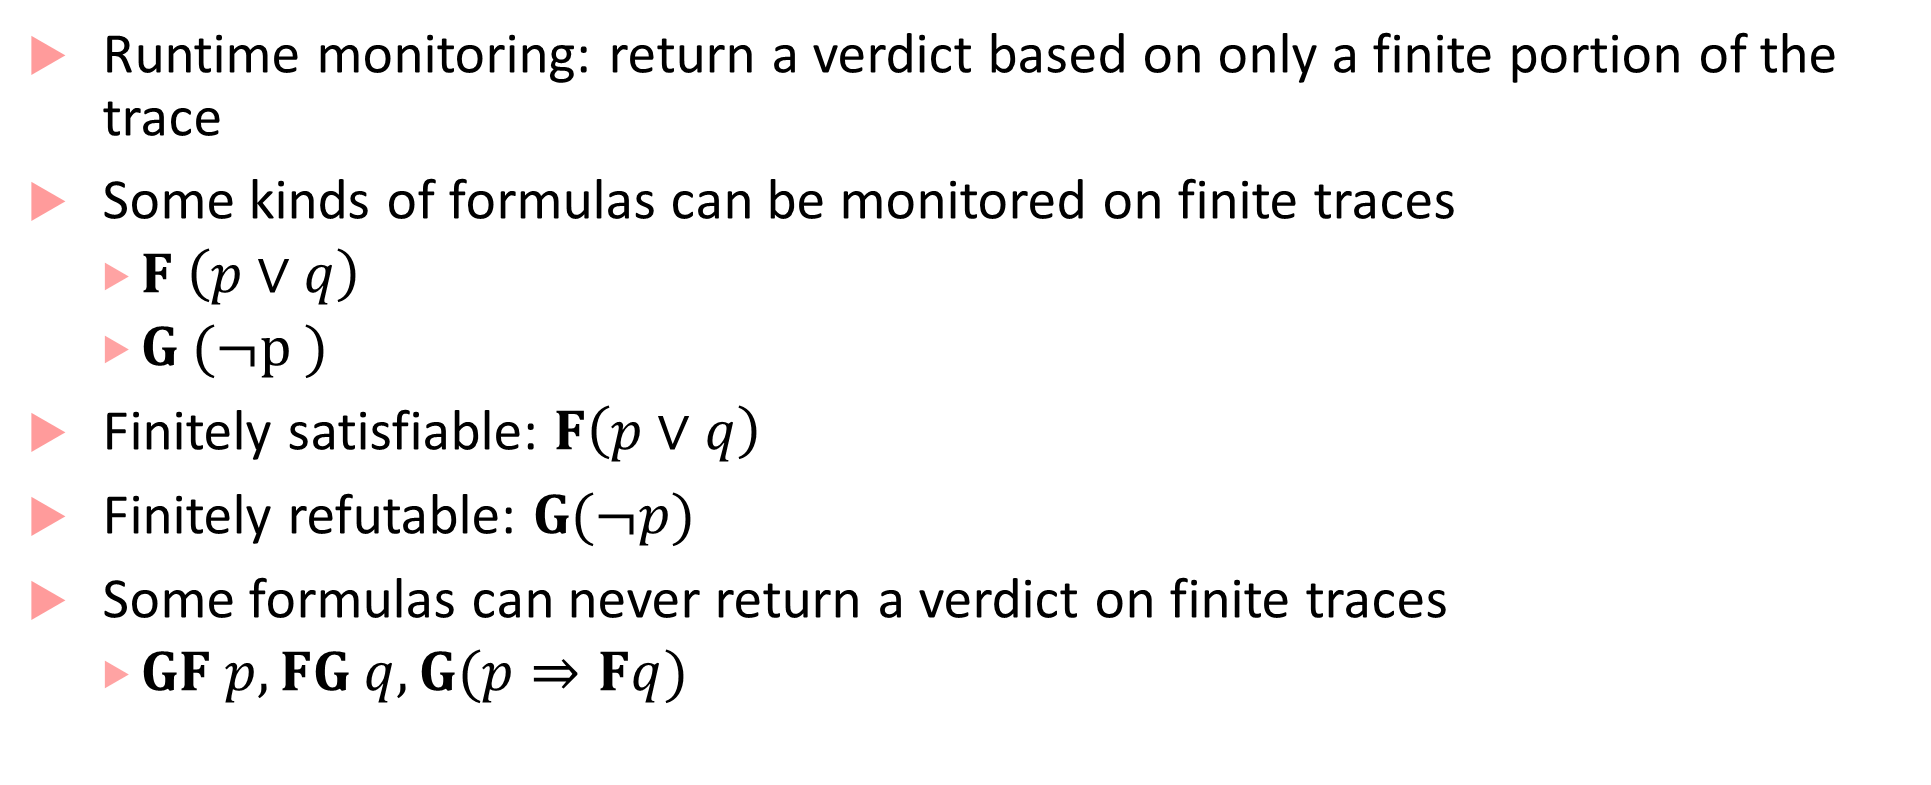 Runtime monitoring: return a verdict based on only a finite portion of the
trace
Some kinds of formulas can be monitored on finite traces
𝐅 (𝑝 ∨ 𝑞)
𝐆 (¬p )
Finitely satisfiable: 𝐅(𝑝 ∨ 𝑞)
Finitely refutable: 𝐆(¬𝑝)
Some formulas can never return a verdict on finite traces
𝐆𝐅 𝑝, 𝐅𝐆 𝑞, 𝐆(𝑝 ⇒ 𝐅𝑞)